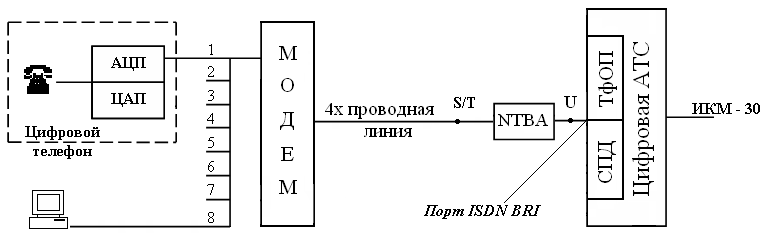 АЦП
ЦАП
Цифровой
телефон
1
2
3
4
5
6
7
8
МОДЕМ
4х проводная
линия
S/T
NTBA
U
Порт ISDN BRI
ТфОП
СПД
Цифровая АТС
ИКМ - 30